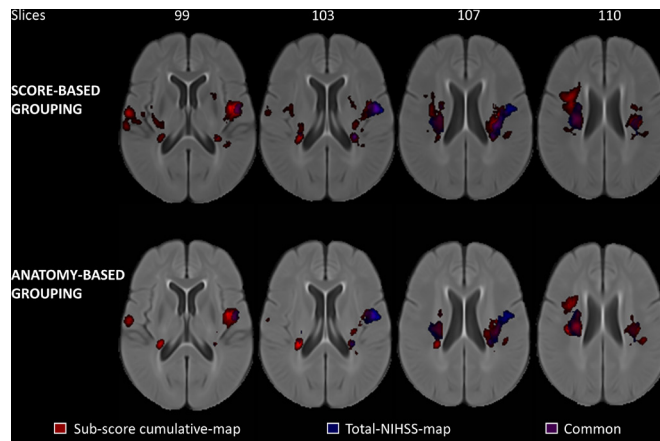 Slices 99 103 107 110
SCORE-BASED
GROUPING
ANATOMY-BASED
GROUPING
Sub-score cumulative-map Total-NIHSS-map Common